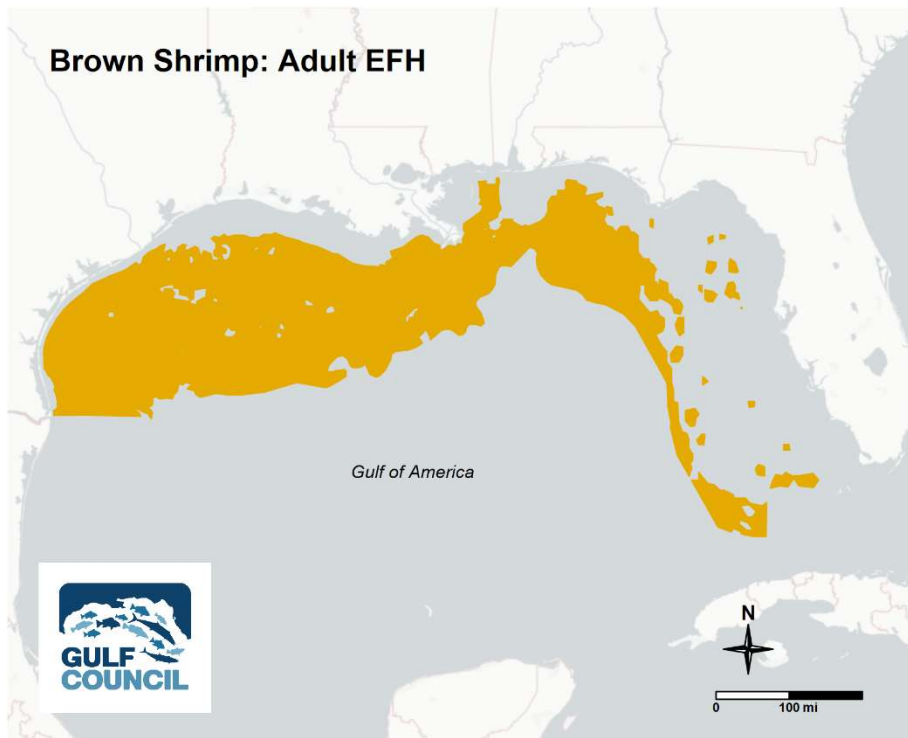 Brown Shrimp: Adult EFH
Gulf of America
GULF
COUNCIL
N
0 100 mi